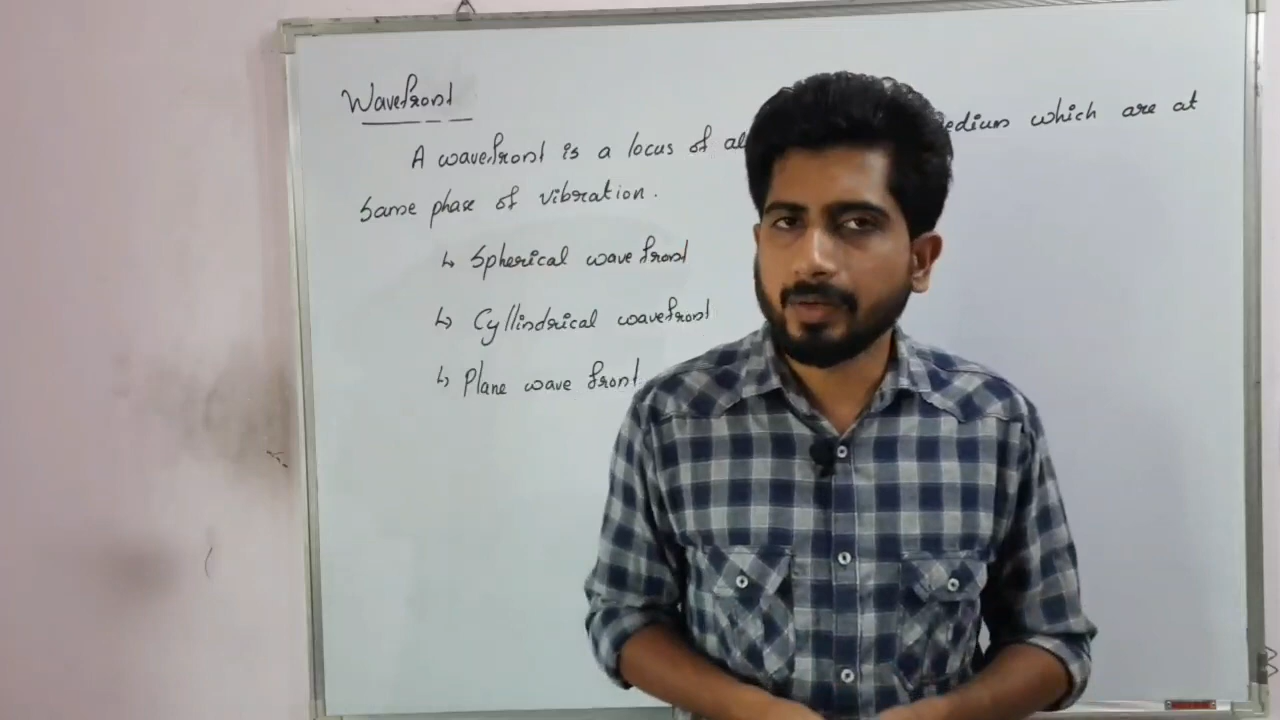 Wavefront
A wavefront is a locus of al edium which are at
Same phase of vibration.
↳ Spherical wave front
↳ Cyllindrical wavefront
↳ Plane wave front